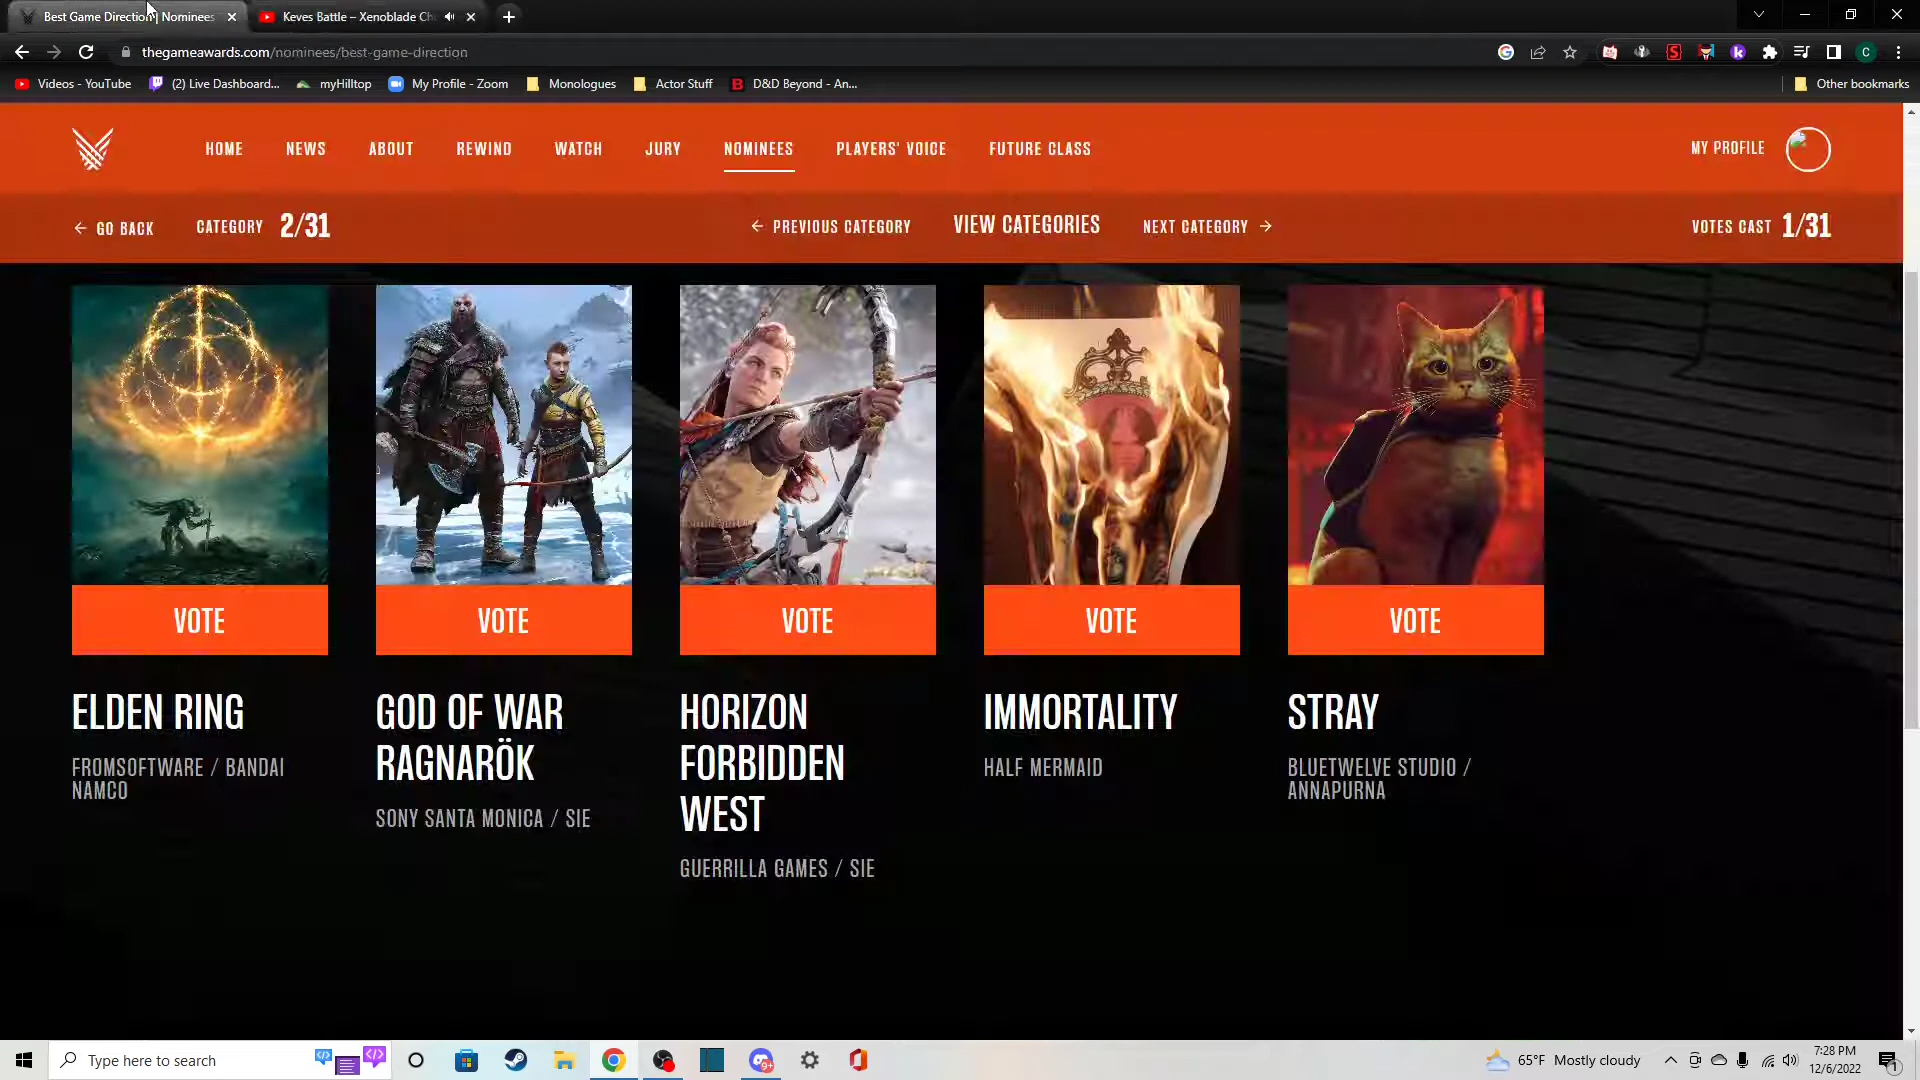 Best Game Direction | Nominees
Keves Battle – Xenoblade Ch
thegameawards.com/nominees/best-game-direction
Videos - YouTube
(2) Live Dashboard...
myHilltop
My Profile - Zoom
Monologues
Actor Stuff
D&D Beyond - An...
Other bookmarks
HOME
NEWS
ABOUT
REWIND
WATCH
JURY
NOMINEES
PLAYERS' VOICE
FUTURE CLASS
MY PROFILE
GO BACK
CATEGORY 2/31
PREVIOUS CATEGORY
VIEW CATEGORIES
NEXT CATEGORY
VOTES CAST 1/31
VOTE
VOTE
VOTE
VOTE
VOTE
ELDEN RING
FROMSOFTWARE / BANDAI
NAMCO
GOD OF WAR
RAGNARÖK
SONY SANTA MONICA / SIE
HORIZON
FORBIDDEN
WEST
GUERRILLA GAMES / SIE
IMMORTALITY
HALF MERMAID
STRAY
BLUETWELVE STUDIO /
ANNAPURNA
Type here to search
9+
65°F Mostly cloudy
7:28 PM
12/6/2022
1